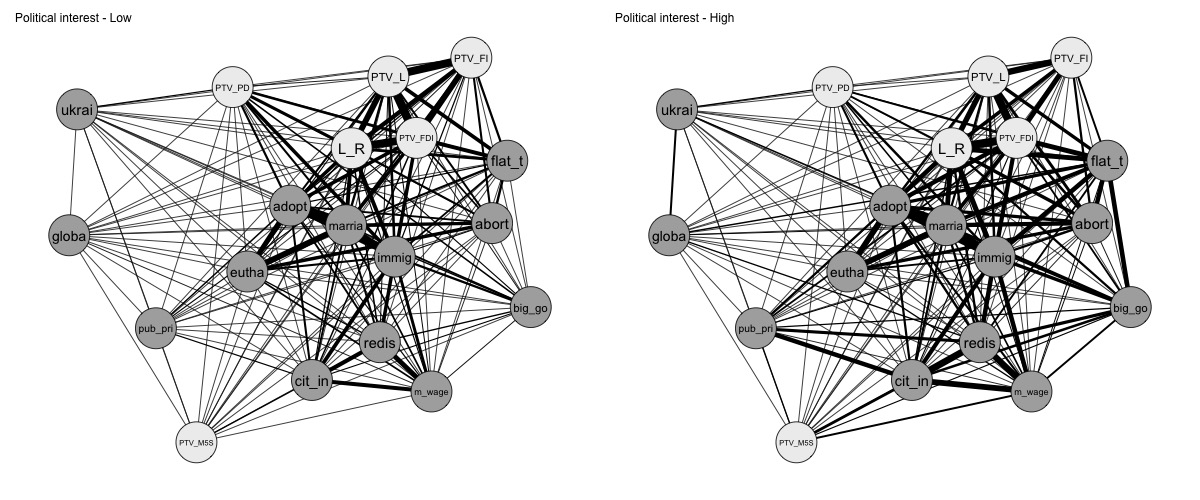 Political interest - Low
PTV_FI
PTV_L
PTV_PD
ukrai
PTV_FDI
L_R
flat_t
adopt
marria
abort
globa
immig
eutha
big_go
pub_pri
redis
cit_in
m_wage
PTV_M5S
Political interest - High
PTV_FI
PTV_L
PTV_PD
ukrai
PTV_FDI
L_R
flat_t
adopt
marria
abort
globa
immig
eutha
big_go
pub_pri
redis
cit_in
m_wage
PTV_M5S